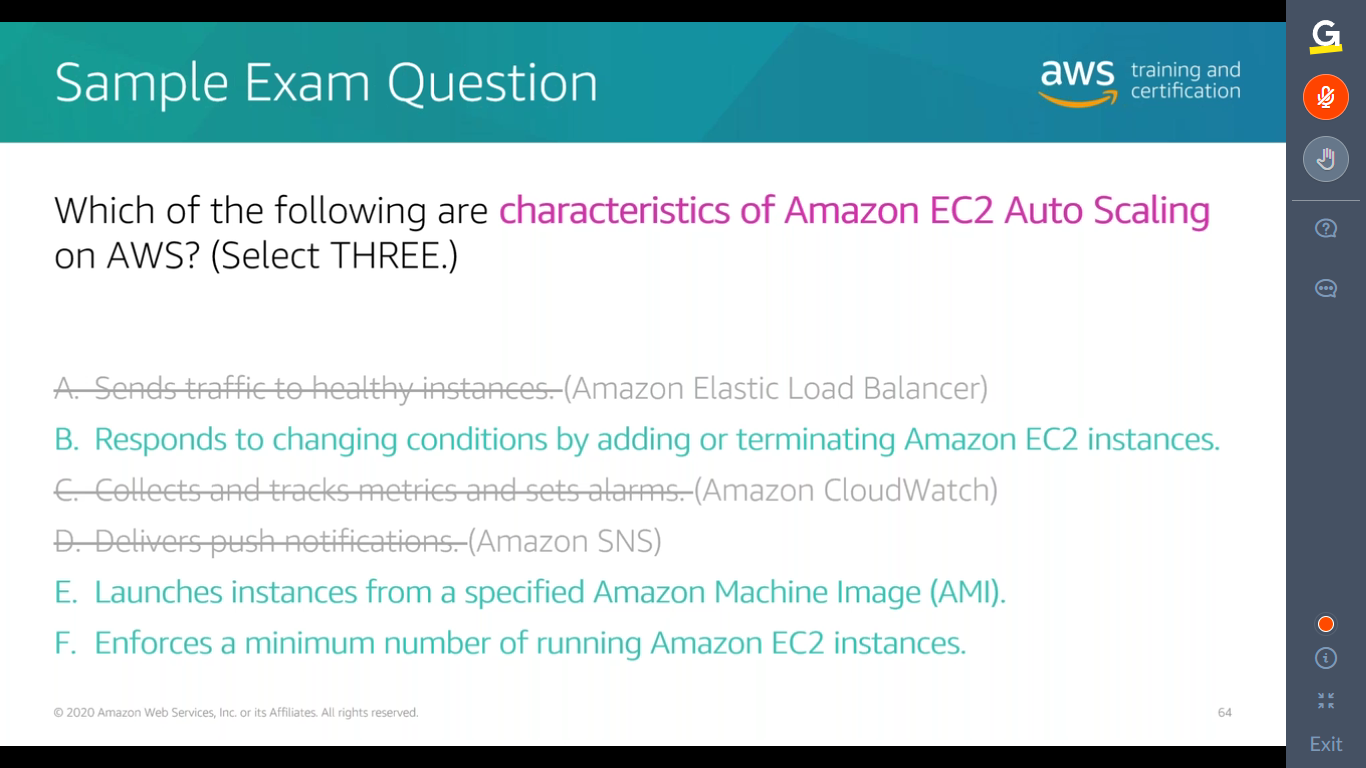 Sample Exam Question
aws training and
certification
G
Which of the following are characteristics of Amazon EC2 Auto Scaling
on AWS? (Select THREE.)
A. Sends traffic to healthy instances. (Amazon Elastic Load Balancer)
B. Responds to changing conditions by adding or terminating Amazon EC2 instances.
C. Collects and tracks metrics and sets alarms. (Amazon CloudWatch)
D. Delivers push notifications. (Amazon SNS)
E. Launches instances from a specified Amazon Machine Image (AMI).
F. Enforces a minimum number of running Amazon EC2 instances.
© 2020 Amazon Web Services, Inc. or its Affiliates. All rights reserved.
64
Exit